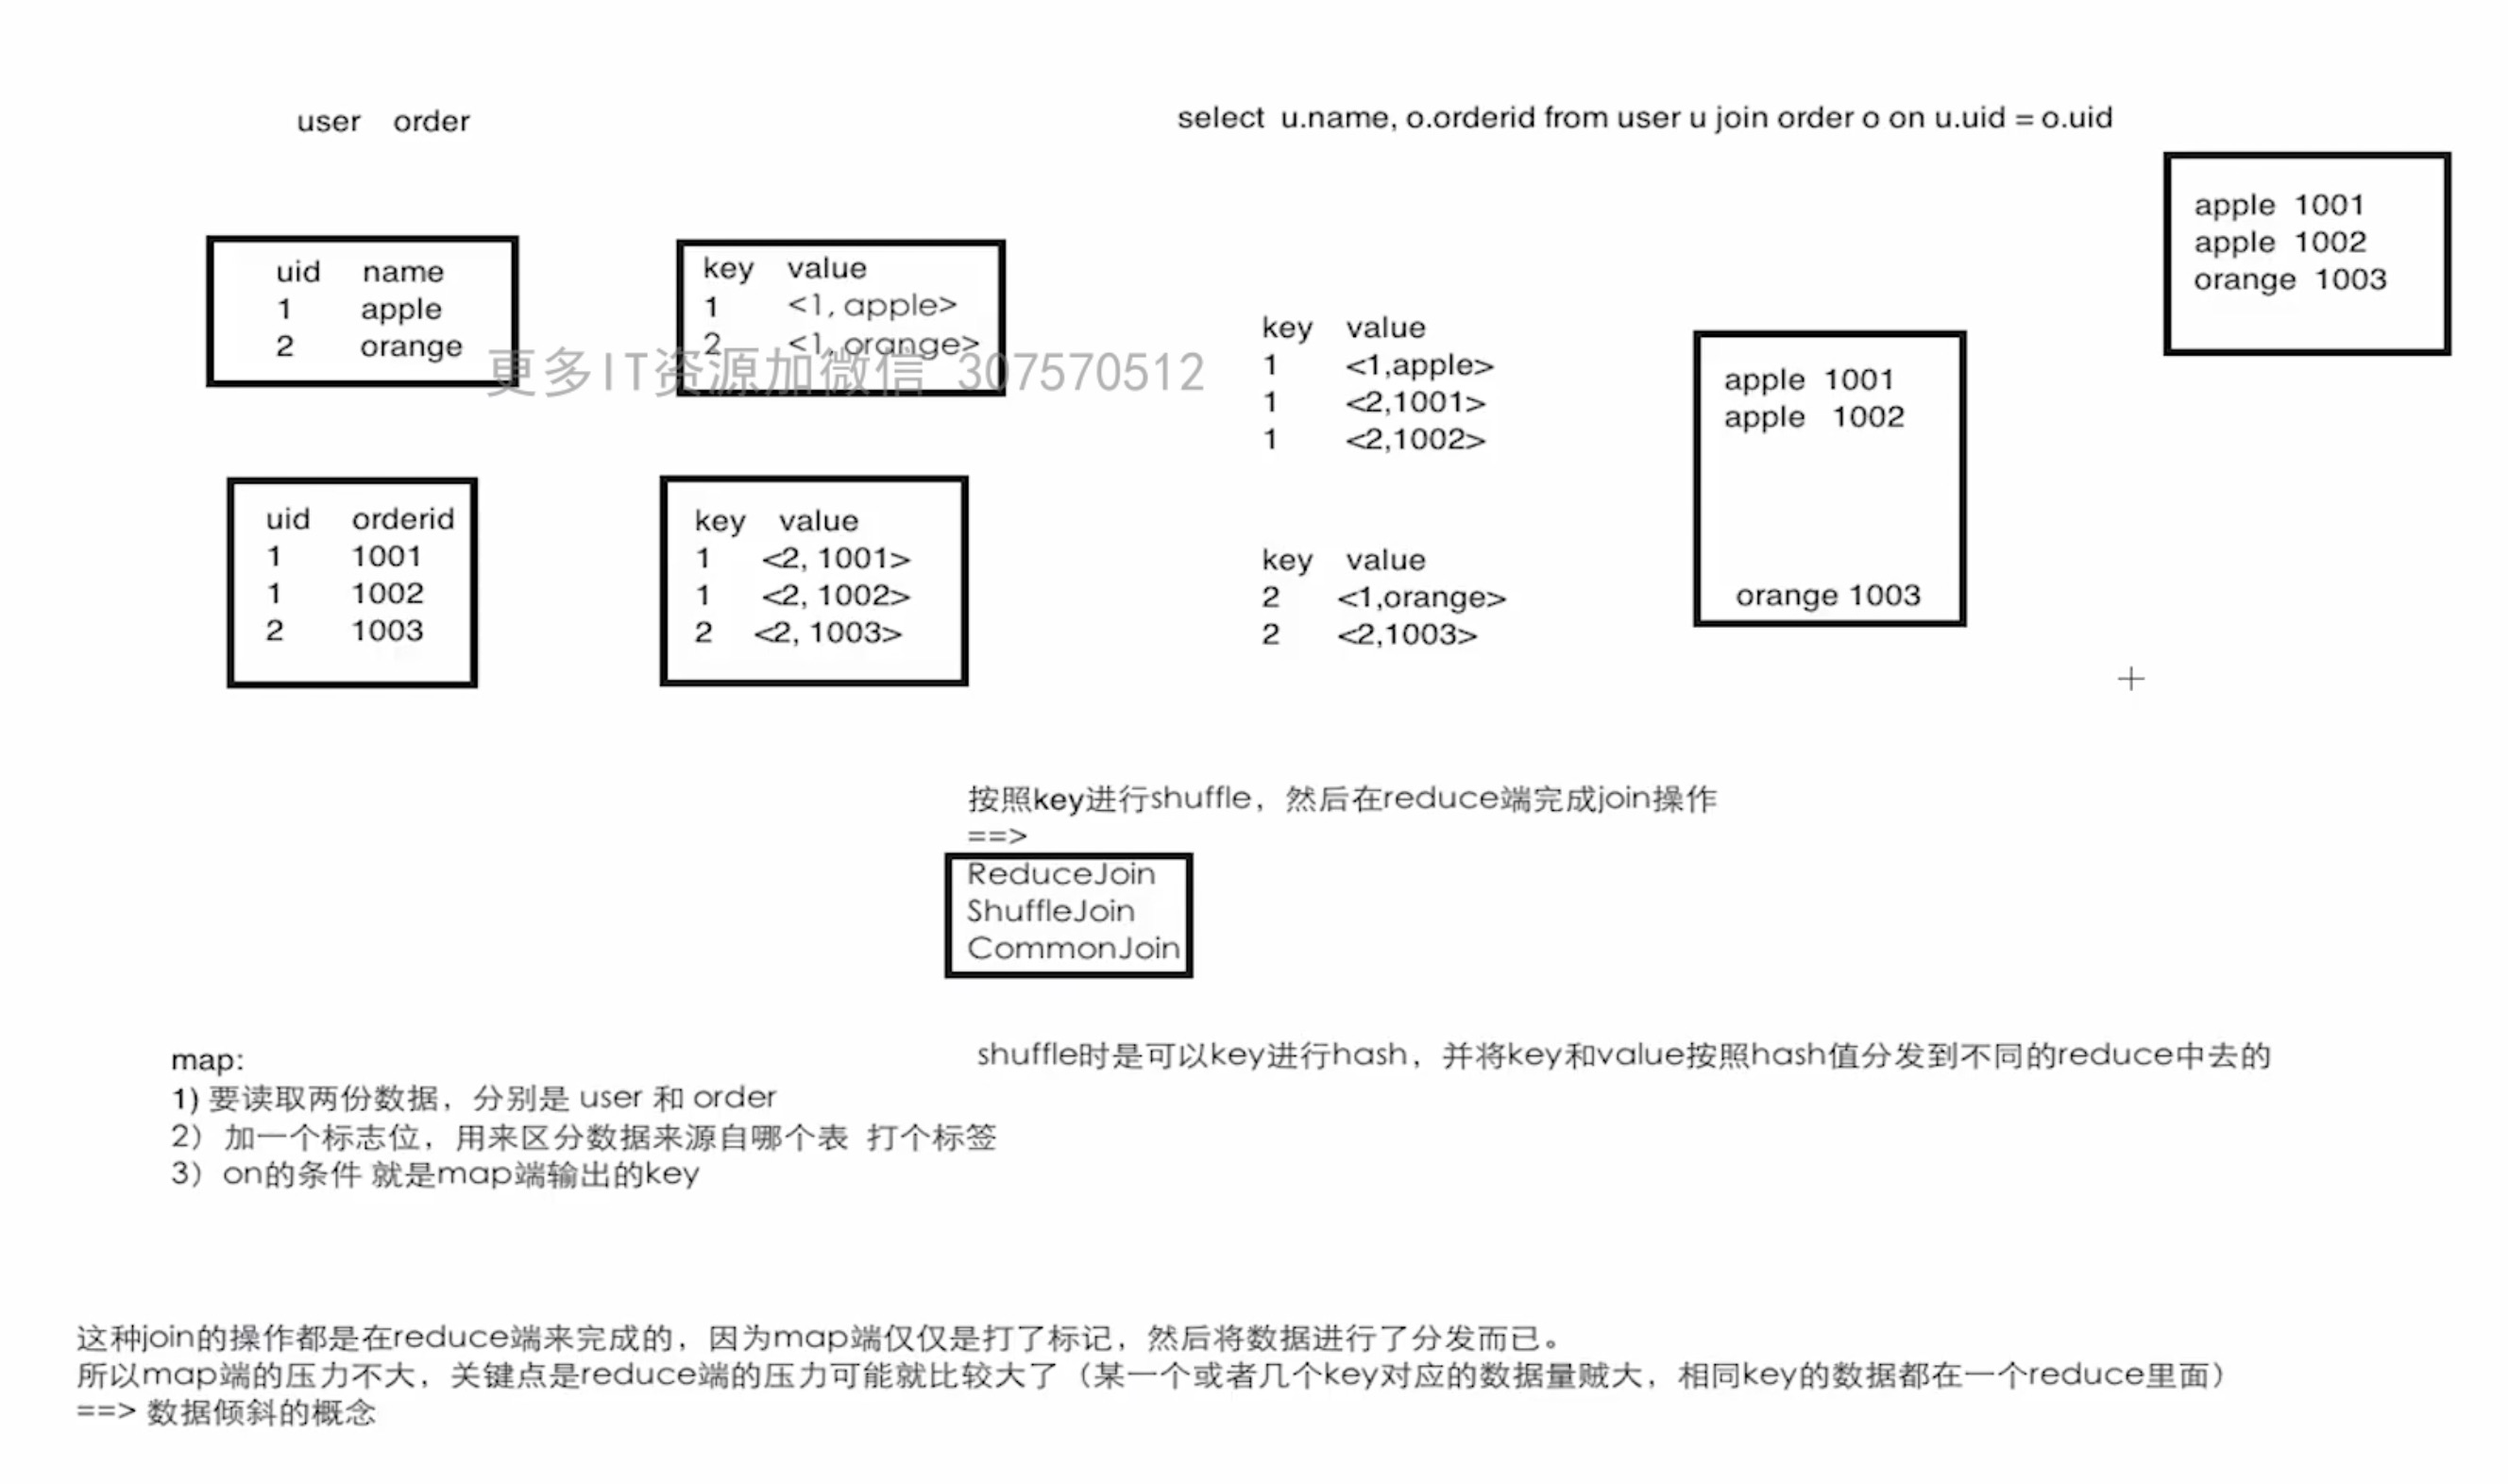 user order
select u.name, o.orderid from user u join order o on u.uid = o.uid
apple 1001
apple 1002
orange 1003
uid name
1 apple
2 orange
key value
1 <1, apple>
2 <1, orange>
更多IT资源加微信 307570512
key value
1 <1,apple>
1 <2,1001>
1 <2,1002>
apple 1001
apple 1002
orange 1003
uid orderid
1 1001
1 1002
2 1003
key value
1 <2, 1001>
1 <2, 1002>
2 <2, 1003>
key value
2 <1,orange>
2 <2,1003>
按照key进行shuffle，然后在reduce端完成join操作
==>
ReduceJoin
ShuffleJoin
CommonJoin
shuffle时是可以key进行hash，并将key和value按照hash值分发到不同的reduce中去的
map:
1) 要读取两份数据，分别是 user 和 order
2）加一个标志位，用来区分数据来源自哪个表 打个标签
3）on的条件 就是map端输出的key
这种join的操作都是在reduce端来完成的，因为map端仅仅是打了标记，然后将数据进行了分发而已。
所以map端的压力不大，关键点是reduce端的压力可能就比较大了（某一个或者几个key对应的数据量贼大，相同key的数据都在一个reduce里面）
==> 数据倾斜的概念